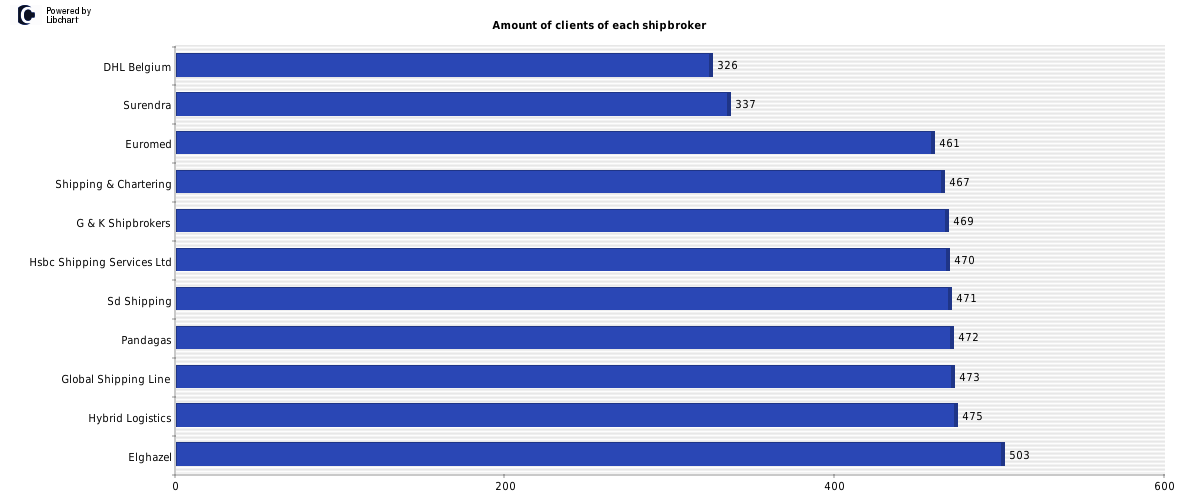 Powered by
Libchart
Amount of clients of each shipbroker
DHL Belgium 326
Surendra 337
Euromed 461
Shipping & Chartering 467
G & K Shipbrokers 469
Hsbc Shipping Services Ltd 470
Sd Shipping 471
Pandagas 472
Global Shipping Line 473
Hybrid Logistics 475
Elghazel 503
0 200 400 600